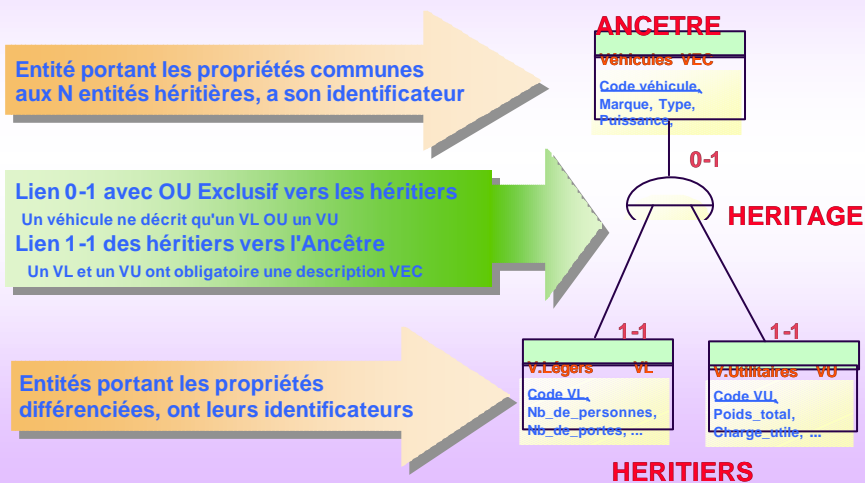 ANCETRE
Véhicules VEC
Code véhicule,
Marque, Type,
Puissance,
Entité portant les propriétés communes
aux N entités héritières, a son identificateur
0-1
Lien 0-1 avec OU Exclusif vers les héritiers
Un véhicule ne décrit qu'un VL OU un VU
Lien 1-1 des héritiers vers l'Ancêtre
Un VL et un VU ont obligatoire une description VEC
HERITAGE
1-1
1-1
Entités portant les propriétés
différenciées, ont leurs identificateurs
V.Légers VL
Code VL,
Nb_de_personnes,
Nb_de_portes, ...
V.Utilitaires VU
Code VU,
Poids_total,
Charge_utile, ...
HERITIERS